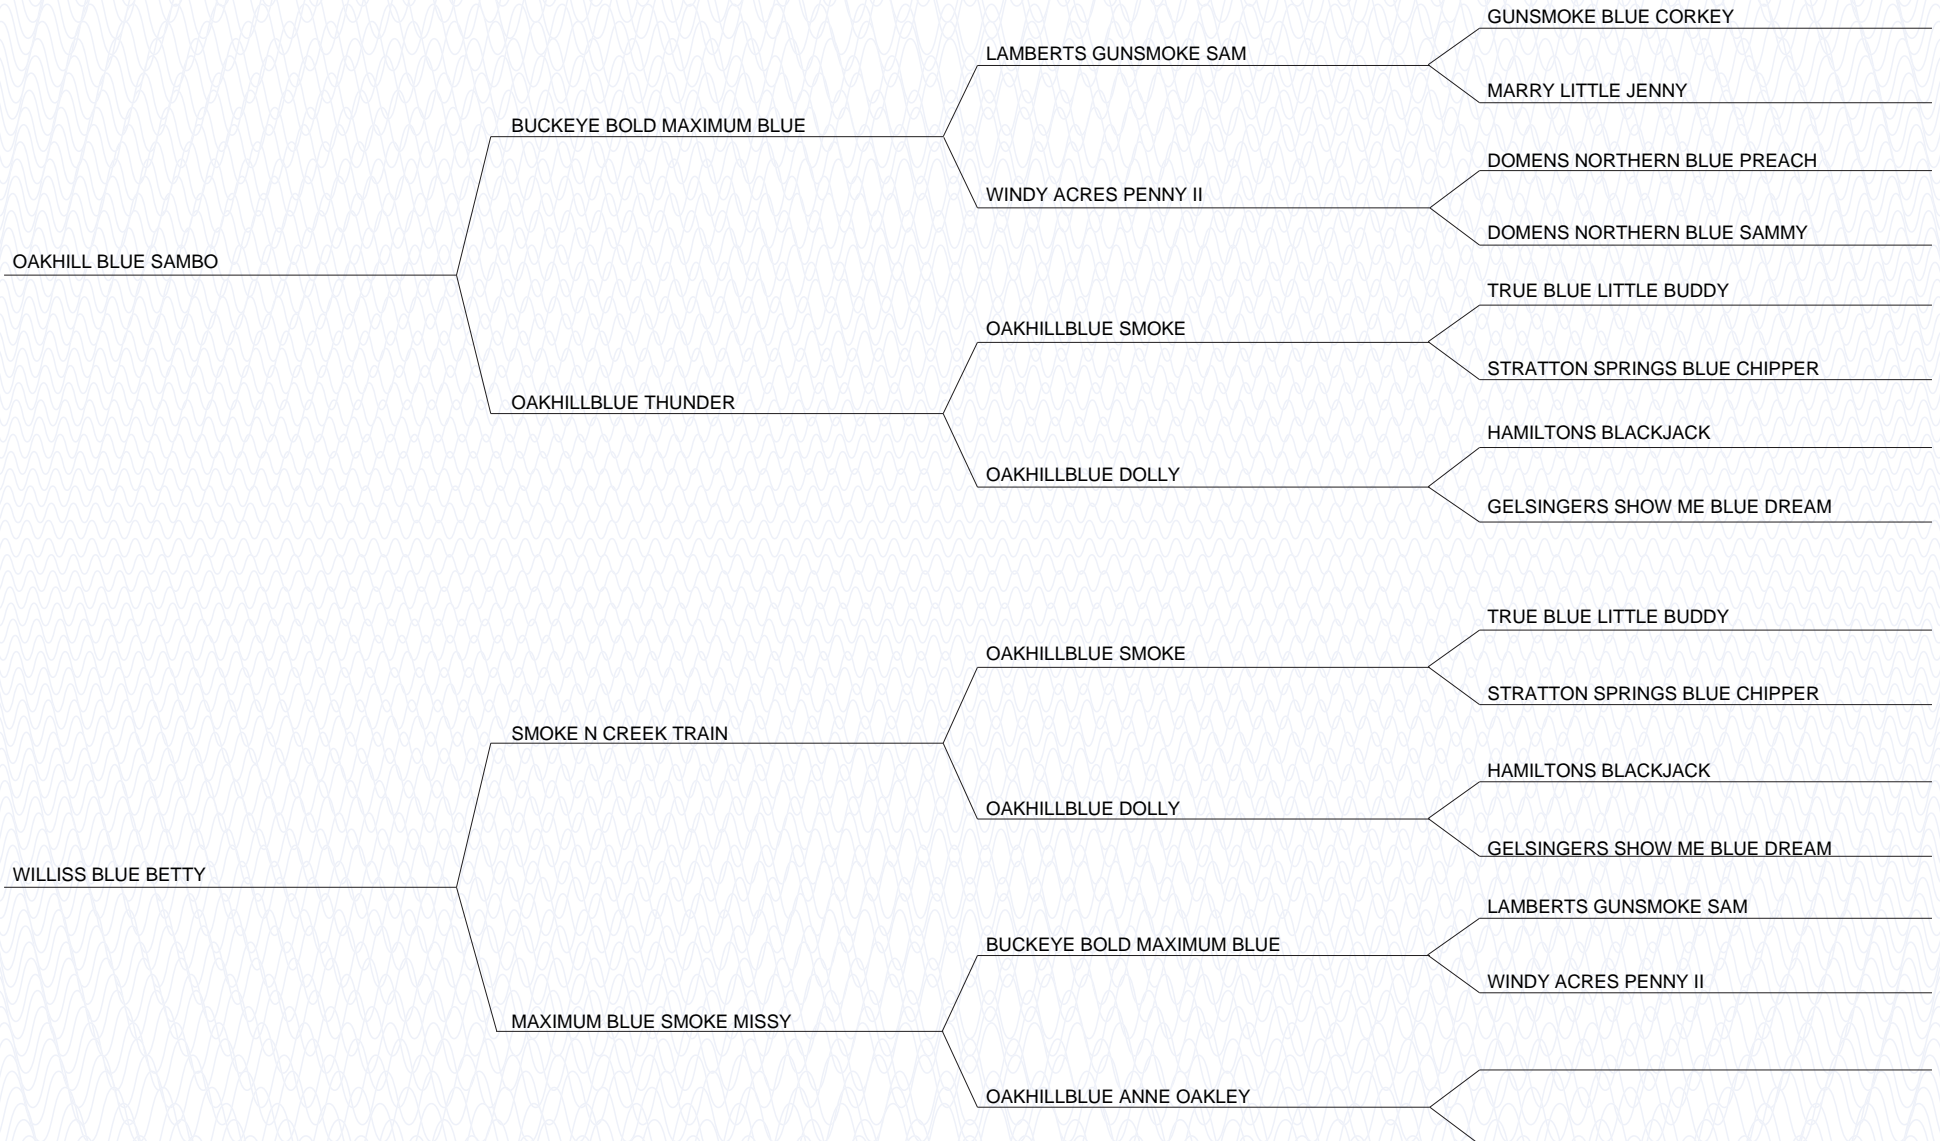 GUNSMOKE BLUE CORKEY
LAMBERTS GUNSMOKE SAM
MARRY LITTLE JENNY
BUCKEYE BOLD MAXIMUM BLUE
DOMENS NORTHERN BLUE PREACH
WINDY ACRES PENNY II
DOMENS NORTHERN BLUE SAMMY
OAKHILL BLUE SAMBO
TRUE BLUE LITTLE BUDDY
OAKHILLBLUE SMOKE
STRATTON SPRINGS BLUE CHIPPER
OAKHILLBLUE THUNDER
HAMILTONS BLACKJACK
OAKHILLBLUE DOLLY
GELSINGERS SHOW ME BLUE DREAM
TRUE BLUE LITTLE BUDDY
OAKHILLBLUE SMOKE
STRATTON SPRINGS BLUE CHIPPER
SMOKE N CREEK TRAIN
HAMILTONS BLACKJACK
OAKHILLBLUE DOLLY
GELSINGERS SHOW ME BLUE DREAM
WILLISS BLUE BETTY
LAMBERTS GUNSMOKE SAM
BUCKEYE BOLD MAXIMUM BLUE
WINDY ACRES PENNY II
MAXIMUM BLUE SMOKE MISSY
OAKHILLBLUE ANNE OAKLEY